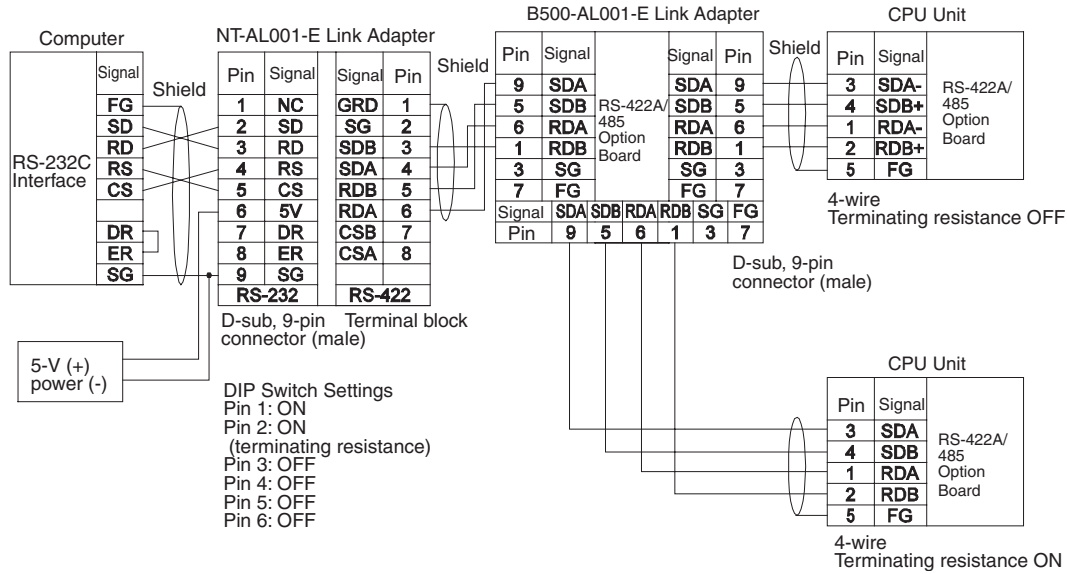 B500-AL001-E Link Adapter
CPU Unit
Computer
NT-AL001-E Link Adapter
Signal
FG
SD
RD
RS
CS
DR
ER
SG
RS-232C
Interface
Shield
Pin Signal Signal Pin
1 NC GRD 1
2 SD SG 2
3 RD SDB 3
4 RS SDA 4
5 CS RDB 5
6 5V RDA 6
7 DR CSB 7
8 ER CSA 8
9 SG
RS-232 RS-422
D-sub, 9-pin
connector (male)
Terminal block
Shield
Pin Signal Signal Pin
9 SDA SDA 9
5 SDB SDB 5
6 RDA RDA 6
1 RDB RDB 1
3 SG SG 3
7 FG FG 7
RS-422A/
485
Option
Board
Signal SDA SDB RDA RDB SG FG
Pin 9 5 6 1 3 7
D-sub, 9-pin
connector (male)
Shield
Pin Signal
3 SDA-
4 SDB+
1 RDA-
2 RDB+
5 FG
RS-422A/
485
Option
Board
4-wire
Terminating resistance OFF
5-V (+)
power (-)
DIP Switch Settings
Pin 1: ON
Pin 2: ON
(terminating resistance)
Pin 3: OFF
Pin 4: OFF
Pin 5: OFF
Pin 6: OFF
CPU Unit
Pin Signal
3 SDA
4 SDB
1 RDA
2 RDB
5 FG
RS-422A/
485
Option
Board
4-wire
Terminating resistance ON